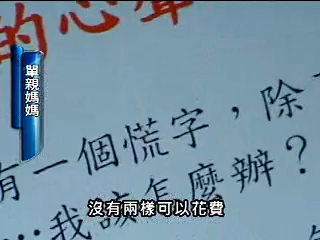 的心聲
單親媽媽
有一個慌字，除
…我該怎麼辦？
沒有兩樣可以花費